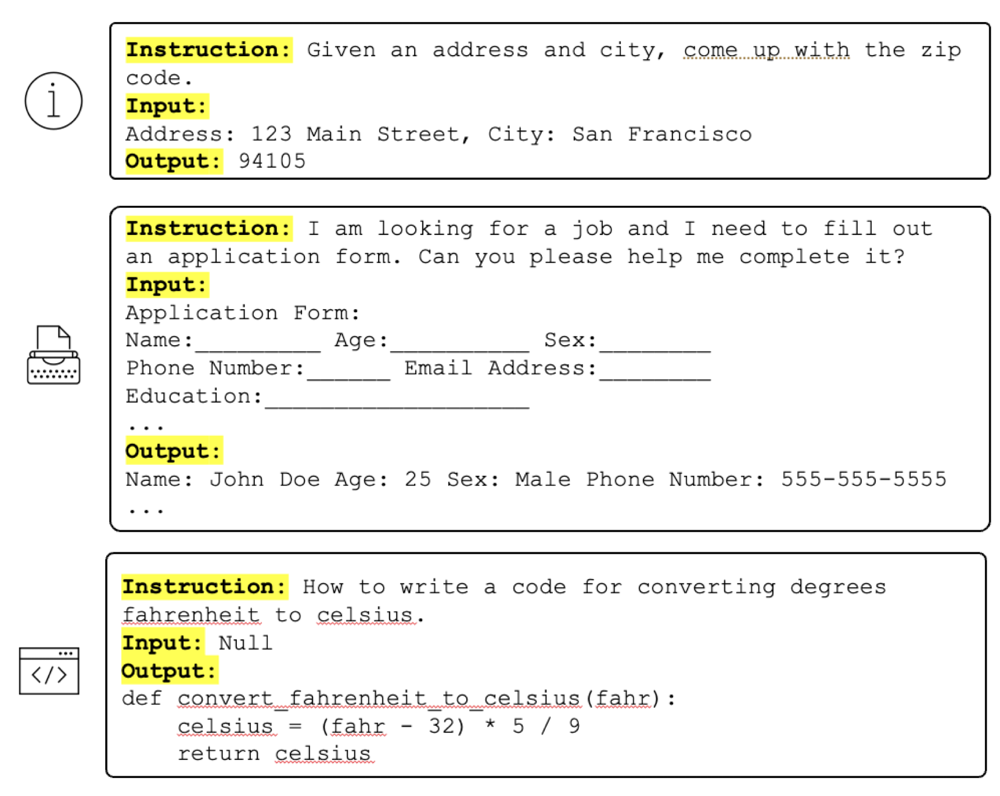 Instruction: Given an address and city, come up with the zip
code.
Input:
Address: 123 Main Street, City: San Francisco
Output: 94105
i
Instruction: I am looking for a job and I need to fill out
an application form. Can you please help me complete it?
Input:
Application Form:
Name:_________ Age:__________ Sex:________
Phone Number:______ Email Address:________
Education:___________________
...
Output:
Name: John Doe Age: 25 Sex: Male Phone Number: 555-555-5555
...
Instruction: How to write a code for converting degrees
fahrenheit to celsius.
Input: Null
Output:
</>
def convert_fahrenheit_to_celsius(fahr):
    celsius = (fahr - 32) * 5 / 9
    return celsius